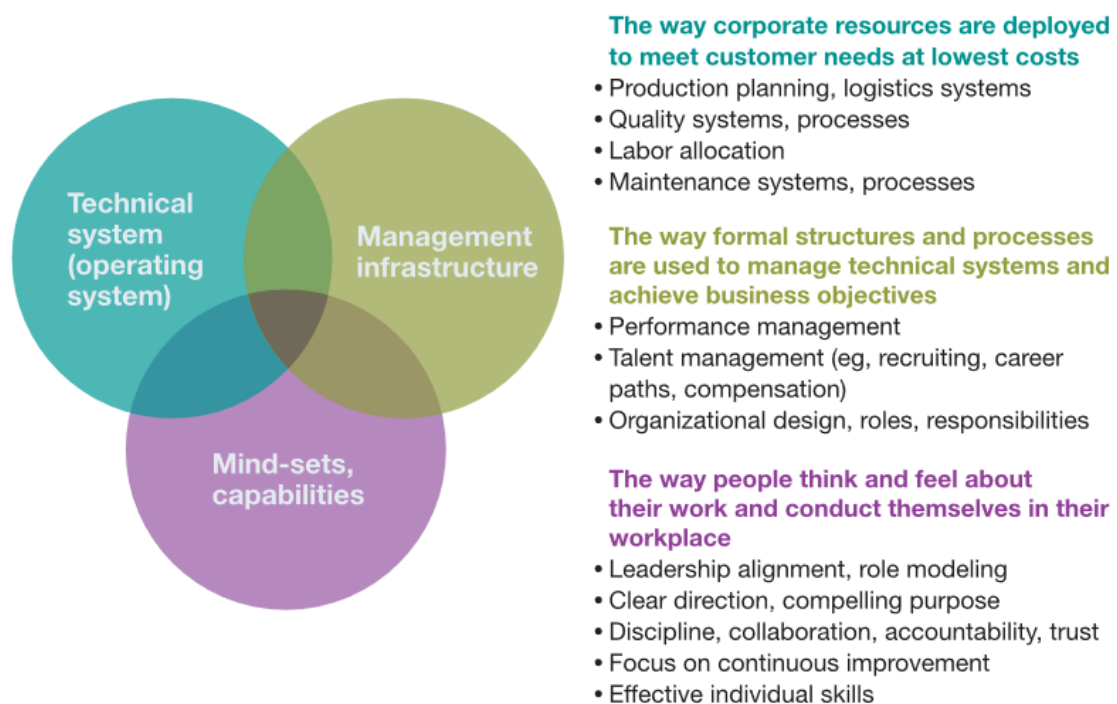 Technical
system
(operating
system)
Management
infrastructure
Mind-sets,
capabilities
The way corporate resources are deployed
to meet customer needs at lowest costs
• Production planning, logistics systems
• Quality systems, processes
• Labor allocation
• Maintenance systems, processes
The way formal structures and processes
are used to manage technical systems and
achieve business objectives
• Performance management
• Talent management (eg, recruiting, career
paths, compensation)
• Organizational design, roles, responsibilities
The way people think and feel about
their work and conduct themselves in their
workplace
• Leadership alignment, role modeling
• Clear direction, compelling purpose
• Discipline, collaboration, accountability, trust
• Focus on continuous improvement
• Effective individual skills